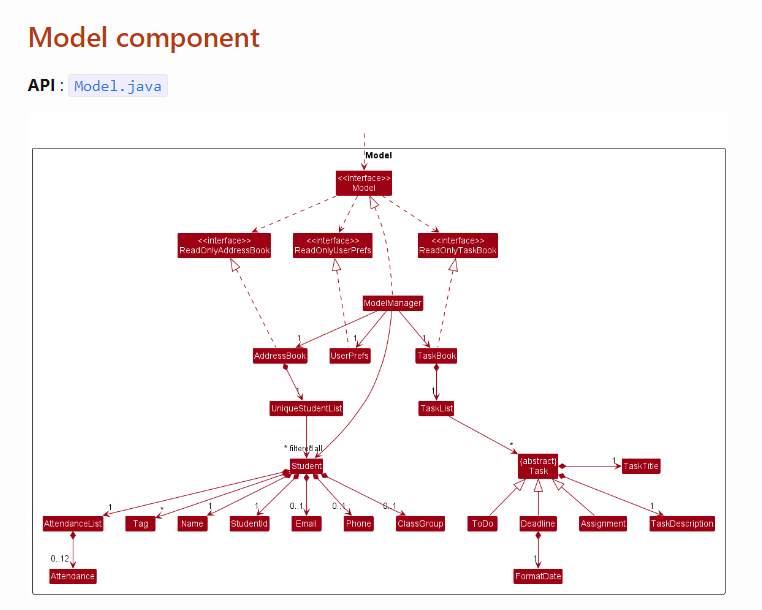 Model component
API : Model.java
Model
<<interface>>
Model
<<interface>>
ReadOnlyAddressBook
<<interface>>
ReadOnlyUserPrefs
<<interface>>
ReadOnlyTaskBook
ModelManager
1
1
1
AddressBook
UserPrefs
TaskBook
1
1
UniqueStudentList
TaskList
* filtered
* all
*
Student
{abstract}
Task
1
TaskTitle
1
*
1
1
0..1
0..1
0..1
1
AttendanceList
Tag
Name
StudentId
Email
Phone
ClassGroup
ToDo
Deadline
Assignment
TaskDescription
0..12
1
Attendance
FormatDate